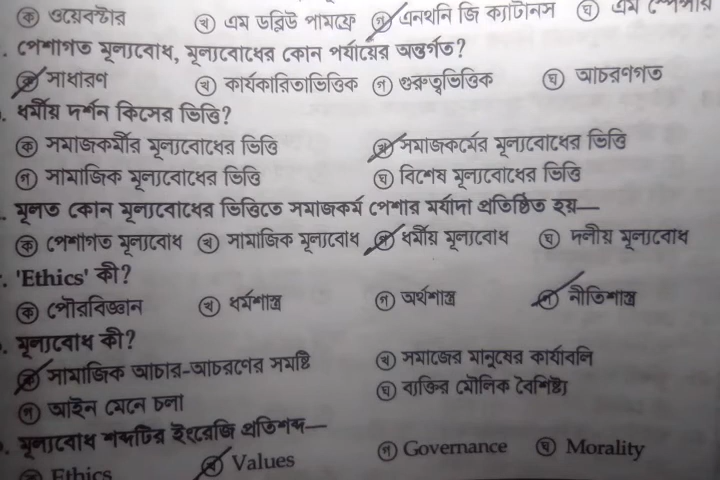 ক ওয়েবস্টার খ এম ডব্লিউ পামফ্রে গ এনথনি জি ক্যাটানস ঘ এম
পেশাগত মূল্যবোধ, মূল্যবোধের কোন পর্যায়ের অন্তর্গত?
ক সাধারণ খ কার্যকারিতাভিত্তিক গ গুরুত্বভিত্তিক ঘ আচরণগত
ধর্মীয় দর্শন কিসের ভিত্তি?
ক সমাজকর্মীর মূল্যবোধের ভিত্তি খ সমাজকর্মের মূল্যবোধের ভিত্তি
গ সামাজিক মূল্যবোধের ভিত্তি ঘ বিশেষ মূল্যবোধের ভিত্তি
মূলত কোন মূল্যবোধের ভিত্তিতে সমাজকর্ম পেশার মর্যাদা প্রতিষ্ঠিত হয়—
ক পেশাগত মূল্যবোধ খ সামাজিক মূল্যবোধ গ ধর্মীয় মূল্যবোধ ঘ দলীয় মূল্যবোধ
'Ethics' কী?
ক পৌরবিজ্ঞান খ ধর্মশাস্ত্র গ অর্থশাস্ত্র ঘ নীতিশাস্ত্র
মূল্যবোধ কী?
ক সামাজিক আচার-আচরণের সমষ্টি খ সমাজের মানুষের কার্যাবলি
গ আইন মেনে চলা ঘ ব্যক্তির মৌলিক বৈশিষ্ট্য
মূল্যবোধ শব্দটির ইংরেজি প্রতিশব্দ—
ক Ethics খ Values গ Governance ঘ Morality